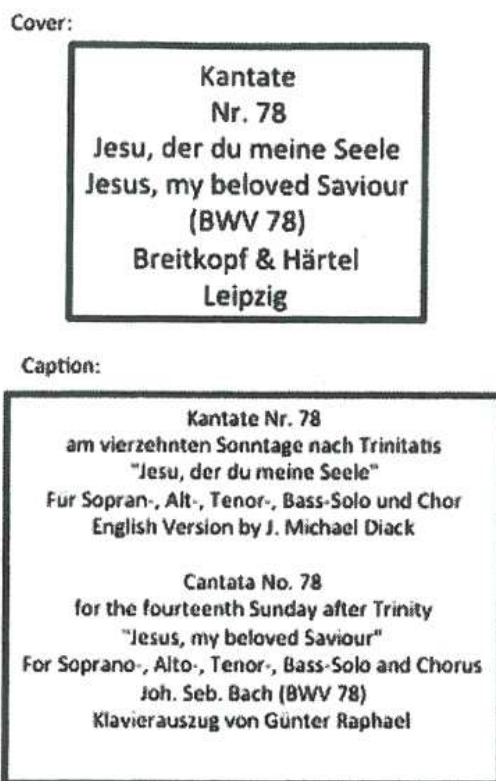 Cover:
Kantate
Nr. 78
Jesu, der du meine Seele
Jesus, my beloved Saviour
(BWV 78)
Breitkopf & Härtel
Leipzig
Caption:
Kantate Nr. 78
am vierzehnten Sonntage nach Trinitatis
"Jesu, der du meine Seele"
Für Sopran-, Alt-, Tenor-, Bass-Solo und Chor
English Version by J. Michael Diack
Cantata No. 78
for the fourteenth Sunday after Trinity
"Jesus, my beloved Saviour"
For Soprano-, Alto-, Tenor-, Bass-Solo and Chorus
Joh. Seb. Bach (BWV 78)
Klavierauszug von Günter Raphael